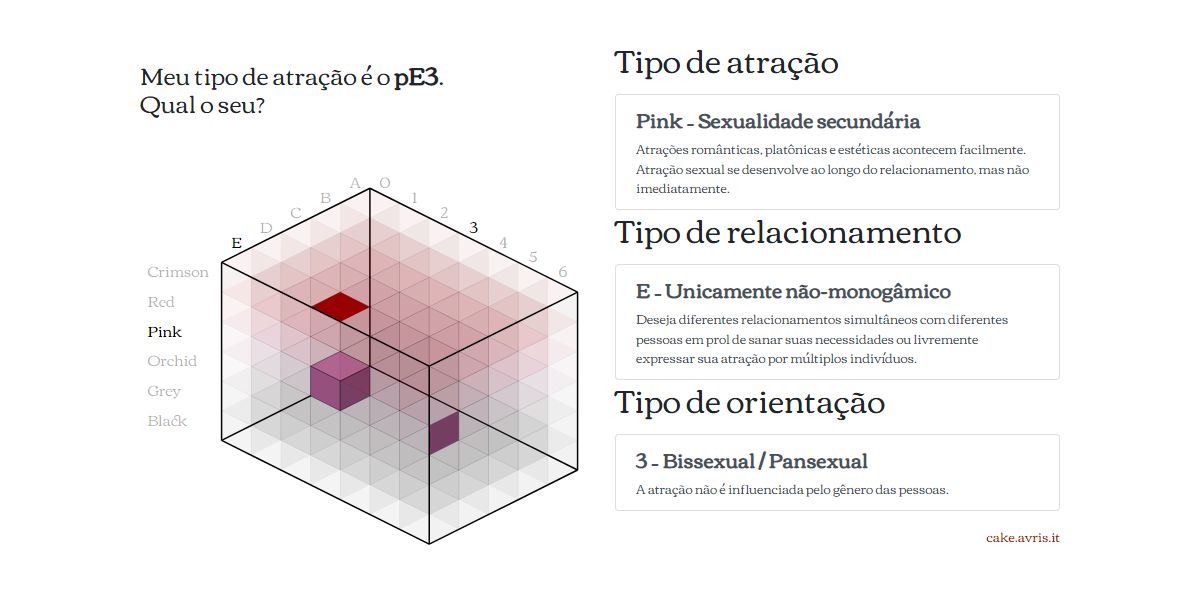 Meu tipo de atração é o pE3.
Qual o seu?
A
B
C
D
E
0
1
2
3
4
5
6
Crimson
Red
Pink
Orchid
Grey
Black
Tipo de atração
Pink - Sexualidade secundária
Atrações românticas, platônicas e estéticas acontecem facilmente.
Atração sexual se desenvolve ao longo do relacionamento, mas não
imediatamente.
Tipo de relacionamento
E - Unicamente não-monogâmico
Deseja diferentes relacionamentos simultâneos com diferentes
pessoas em prol de sanar suas necessidades ou livremente
expressar sua atração por múltiplos indivíduos.
Tipo de orientação
3 - Bissexual / Pansexual
A atração não é influenciada pelo gênero das pessoas.
cake.avris.it